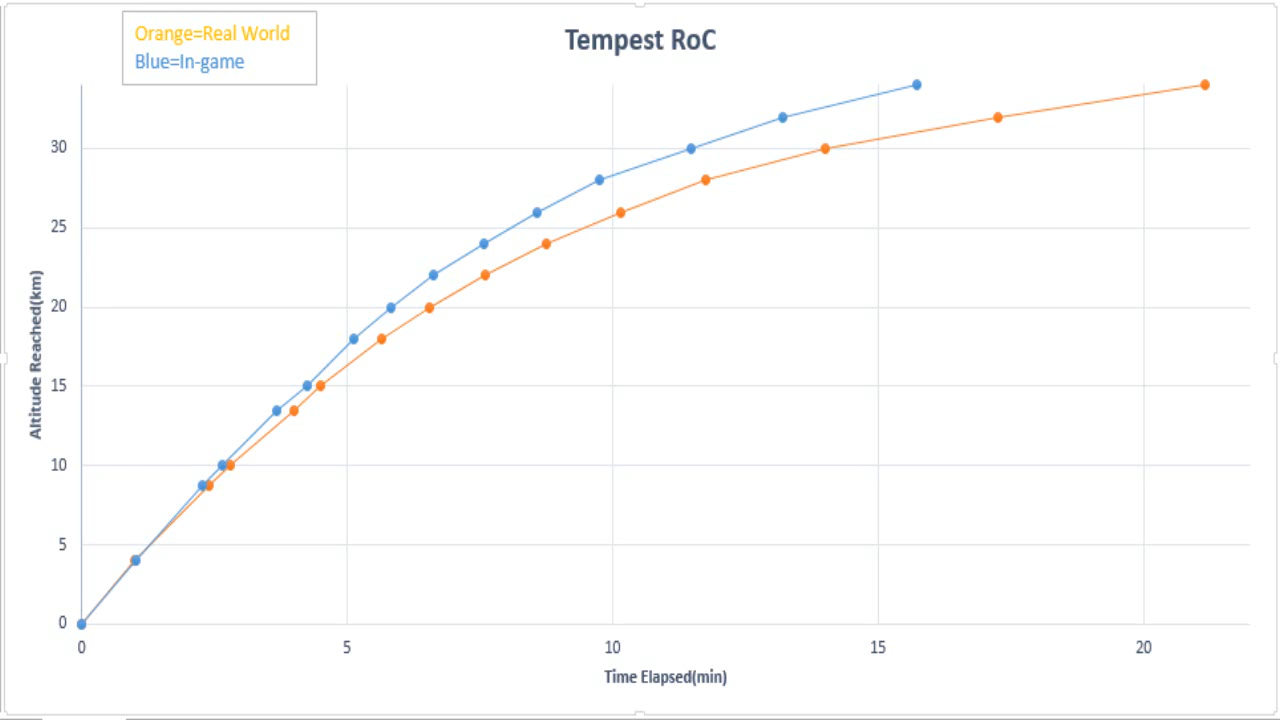 Orange=Real World
Blue=In-game
Tempest RoC
Altitude Reached(km)
30
25
20
15
10
5
0
0 5 10 15 20
Time Elapsed(min)